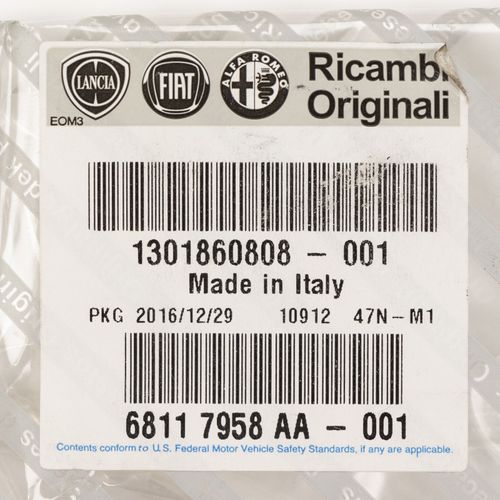 LANCIA FIAT ALFA ROMEO Ricambi
Originali
EOM3
1301860808 - 001
Made in Italy
PKG 2016/12/29 10912 47N-M1
6811 7958 AA - 001
Contents conform to U.S. Federal Motor Vehicle Safety Standards, if any are applicable.